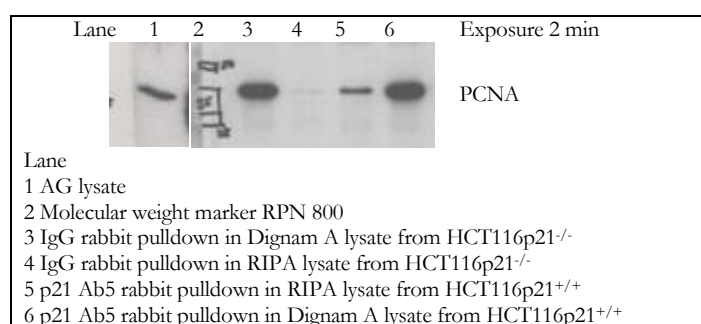 Lane 1 2 3 4 5 6 Exposure 2 min
PCNA
Lane
1 AG lysate
2 Molecular weight marker RPN 800
3 IgG rabbit pulldown in Dignam A lysate from HCT116p21-/-
4 IgG rabbit pulldown in RIPA lysate from HCT116p21-/-
5 p21 Ab5 rabbit pulldown in RIPA lysate from HCT116p21+/+
6 p21 Ab5 rabbit pulldown in Dignam A lysate from HCT116p21+/+